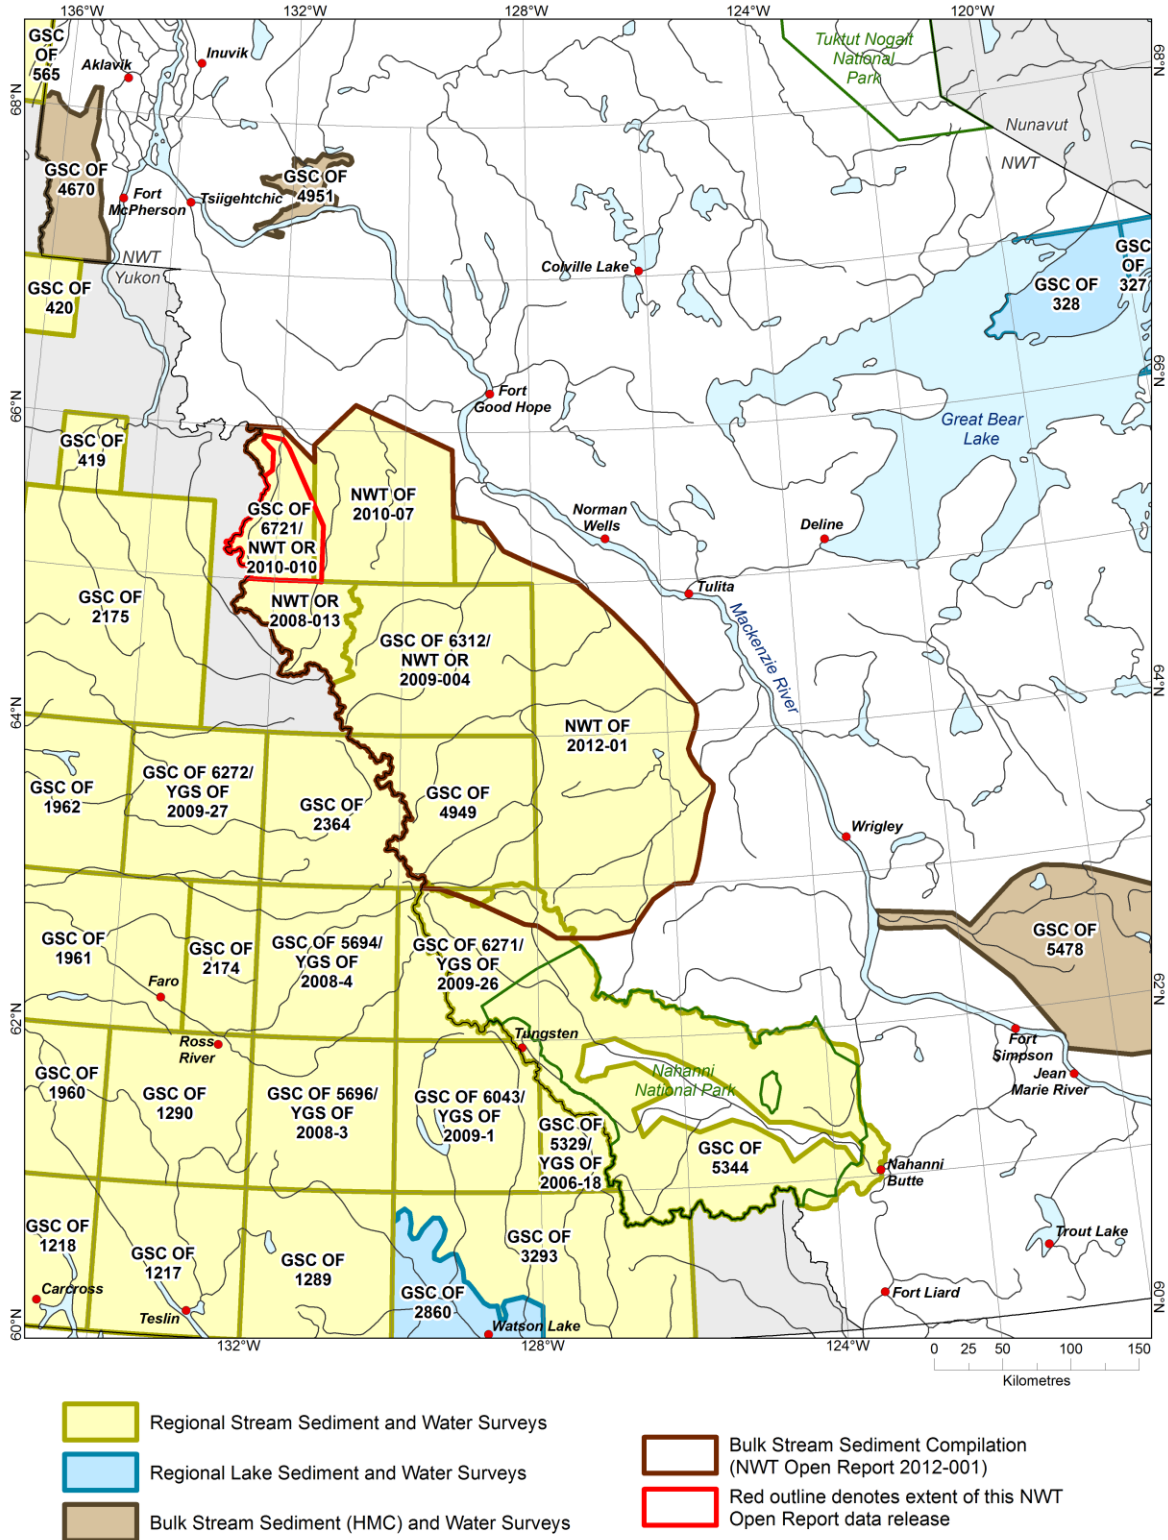 136°W
132°W
128°W
124°W
120°W
GSC
OF
565
Aklavik
Inuvik
Tuktut Nogait
National
Park
68°N
68°N
Nunavut
NWT
GSC OF
4670
Fort
McPherson
Tsiigehtchic
GSC OF
4951
NWT
Yukon
Colville Lake
GSC OF
328
GSC
OF
327
GSC OF
420
66°N
66°N
Fort
Good Hope
Great Bear
Lake
GSC OF
419
NWT OF
2010-07
GSC OF
6721/
NWT OR
2010-010
Norman
Wells
Deline
Tulita
GSC OF
2175
NWT OR
2008-013
GSC OF 6312/
NWT OR
2009-004
Mackenzie River
64°N
64°N
NWT OF
2012-01
GSC OF
1962
GSC OF 6272/
YGS OF
2009-27
GSC OF
2364
GSC OF
4949
Wrigley
GSC OF
1961
GSC OF
2174
GSC OF 5694/
YGS OF
2008-4
GSC OF 6271/
YGS OF
2009-26
GSC OF
5478
Faro
62°N
62°N
Ross
River
Tungsten
Fort
Simpson
Jean
Marie River
Nahanni
National Park
GSC OF
1960
GSC OF
1290
GSC OF 5696/
YGS OF
2008-3
GSC OF 6043/
YGS OF
2009-1
GSC OF
5329/
YGS OF
2006-18
GSC OF
5344
Nahanni
Butte
GSC OF
1218
GSC OF
1217
GSC OF
1289
GSC OF
3293
GSC OF
2860
Trout Lake
Carcross
Teslin
Watson Lake
Fort Liard
60°N
60°N
132°W
128°W
124°W
0 25 50 100 150
Kilometres
Regional Stream Sediment and Water Surveys
Regional Lake Sediment and Water Surveys
Bulk Stream Sediment (HMC) and Water Surveys
Bulk Stream Sediment Compilation
(NWT Open Report 2012-001)
Red outline denotes extent of this NWT
Open Report data release